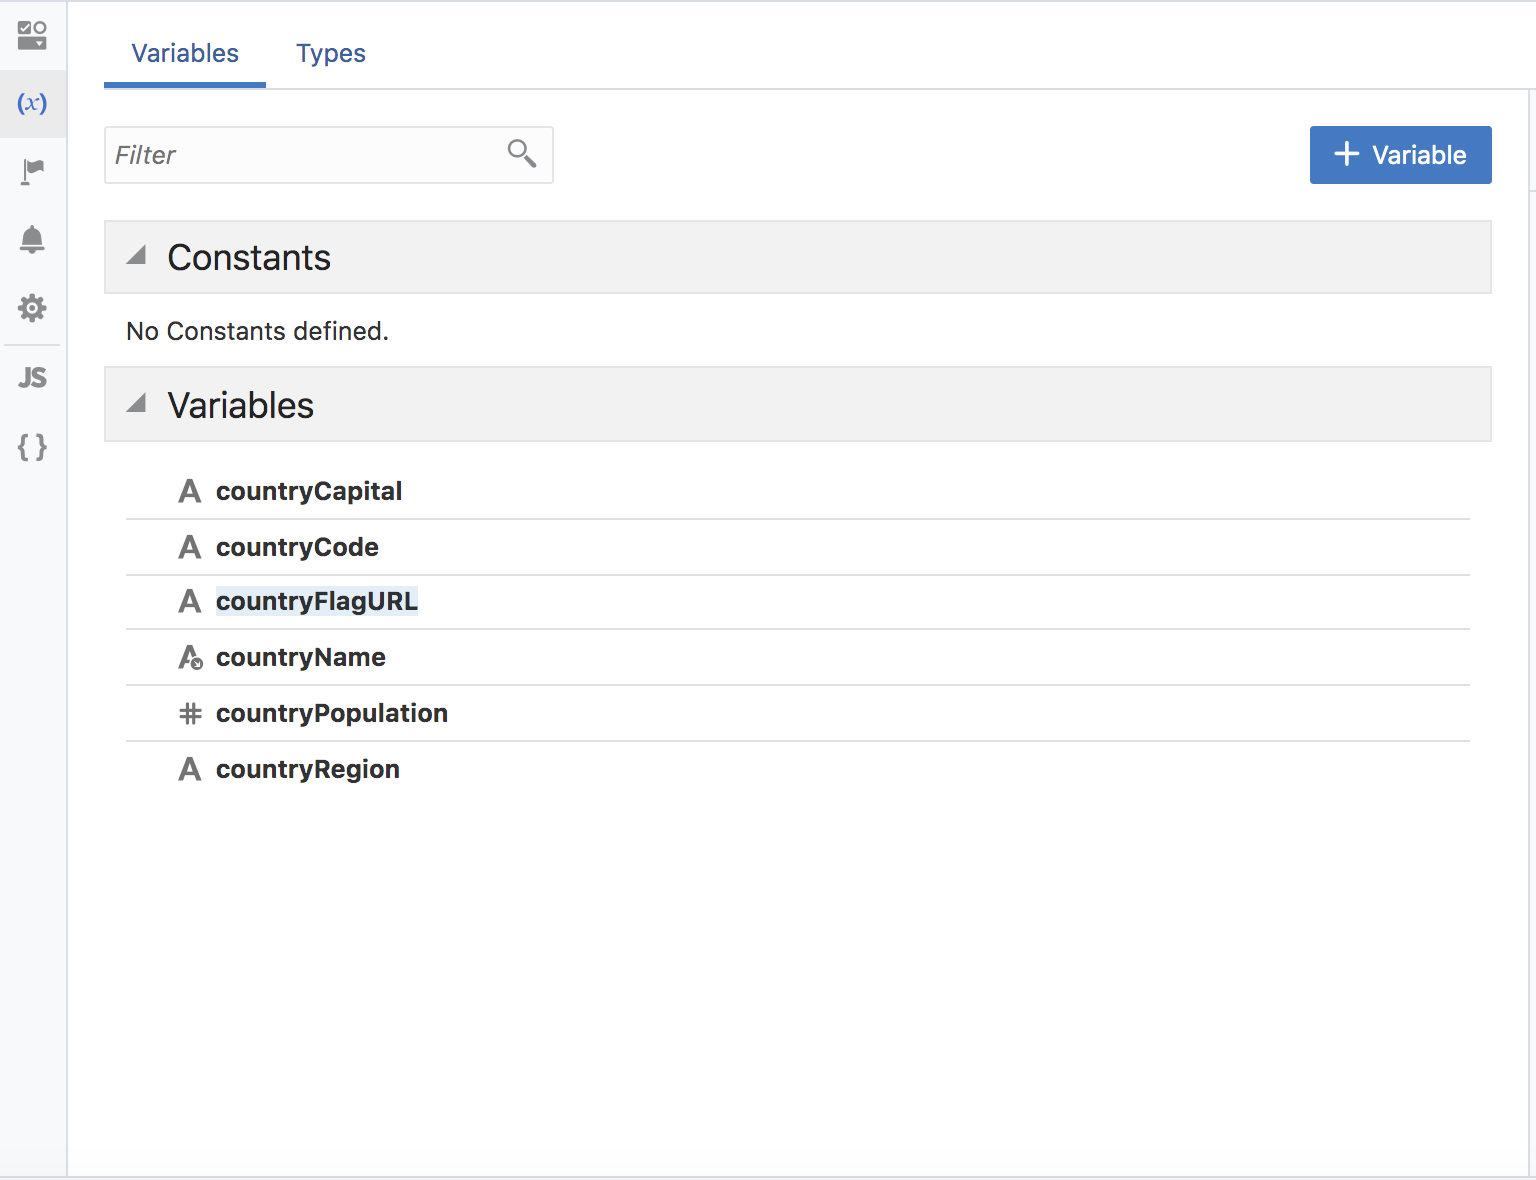 Variables Types
(x)
Filter
+ Variable
Constants
No Constants defined.
Variables
JS
{ }
A countryCapital
A countryCode
A countryFlagURL
A countryName
# countryPopulation
A countryRegion